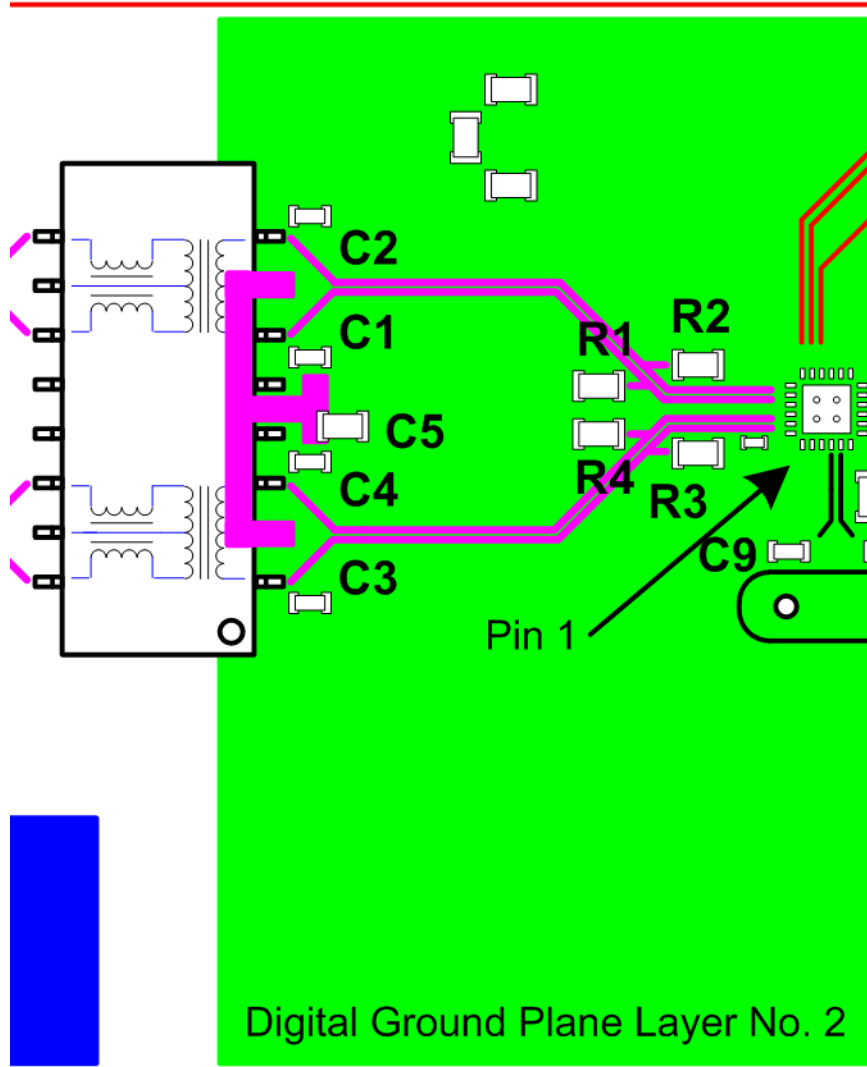 C2
C1
R2
R1
C5
C4
R4
R3
C9
C3
Pin 1
Digital Ground Plane Layer No. 2